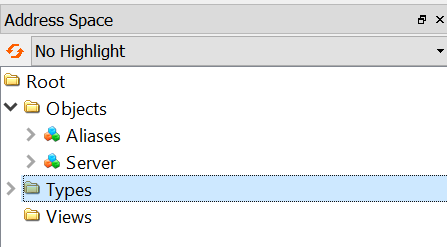 Address Space
No Highlight
Root
Objects
Aliases
Server
Types
Views